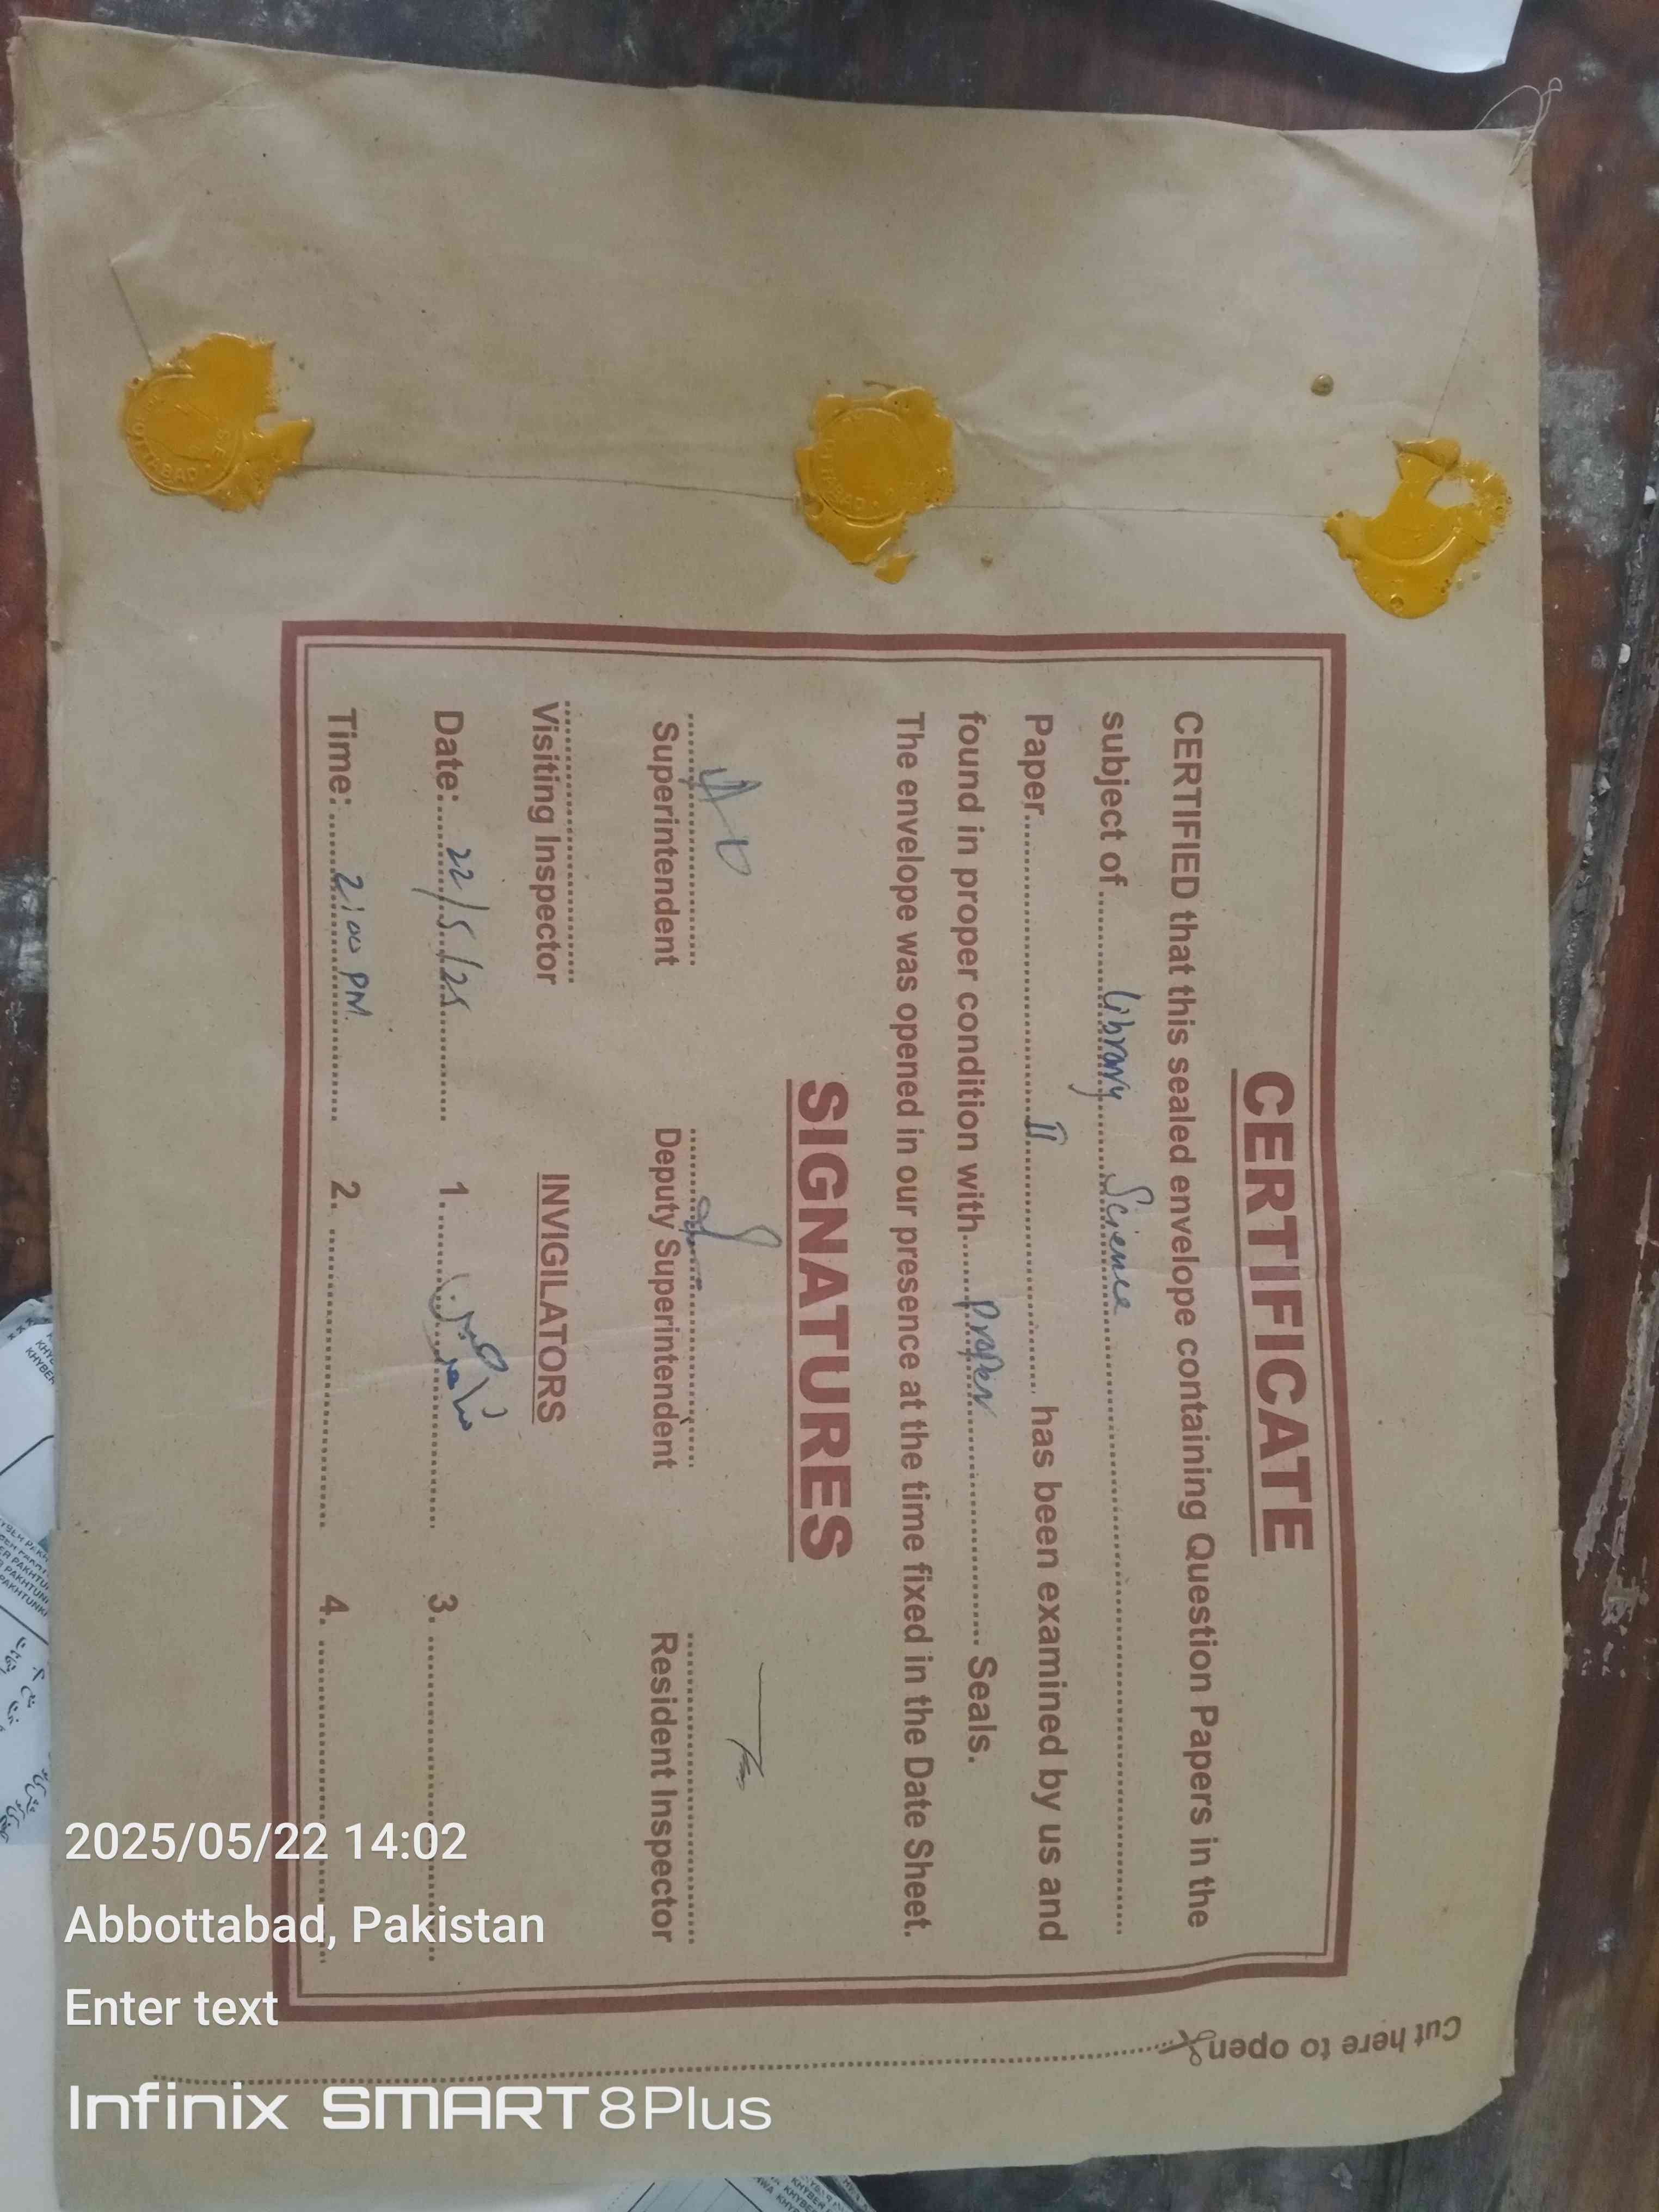 CERTIFICATE
CERTIFIED that this sealed envelope containing Question Papers in the
subject of Library Science
Paper II has been examined by us and
found in proper condition with Proper Seals.
The envelope was opened in our presence at the time fixed in the Date Sheet.
SIGNATURES
Superintendent Deputy Superintendent Resident Inspector
Visiting Inspector INVIGILATORS
Date: 22/5/25 1. 3.
Time: 2:00 PM 2. 4.
Cut here to open
2025/05/22 14:02
Abbottabad, Pakistan
Enter text
Infinix SMART 8 Plus